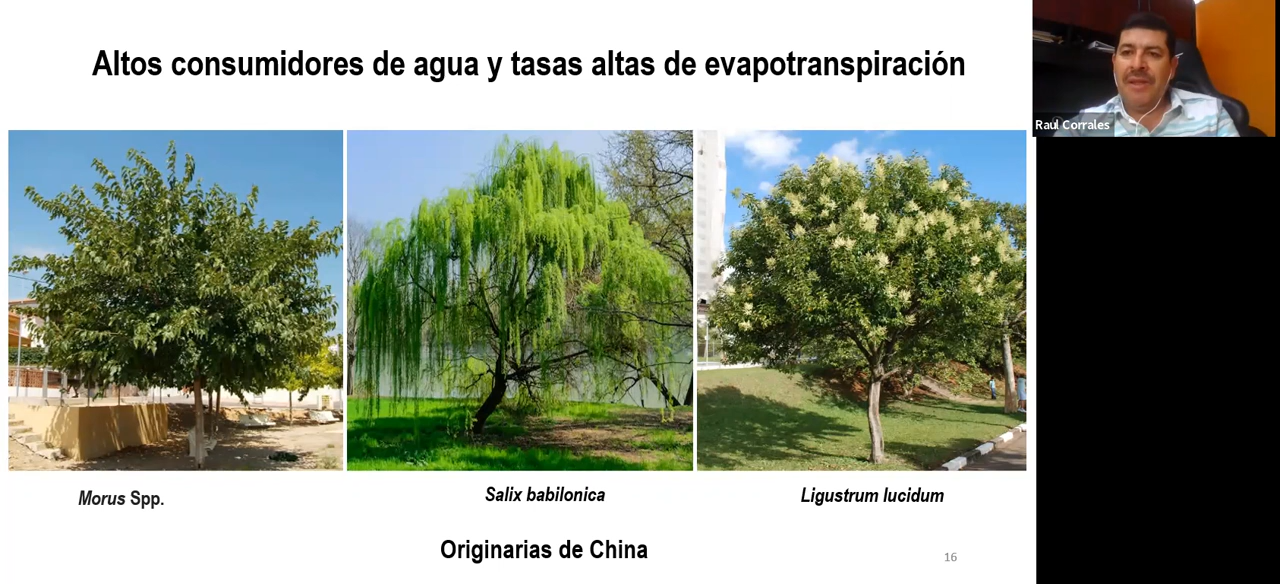 Altos consumidores de agua y tasas altas de evapotranspiración
Raul Corrales
Morus Spp.
Salix babilonica
Ligustrum lucidum
Originarias de China
16